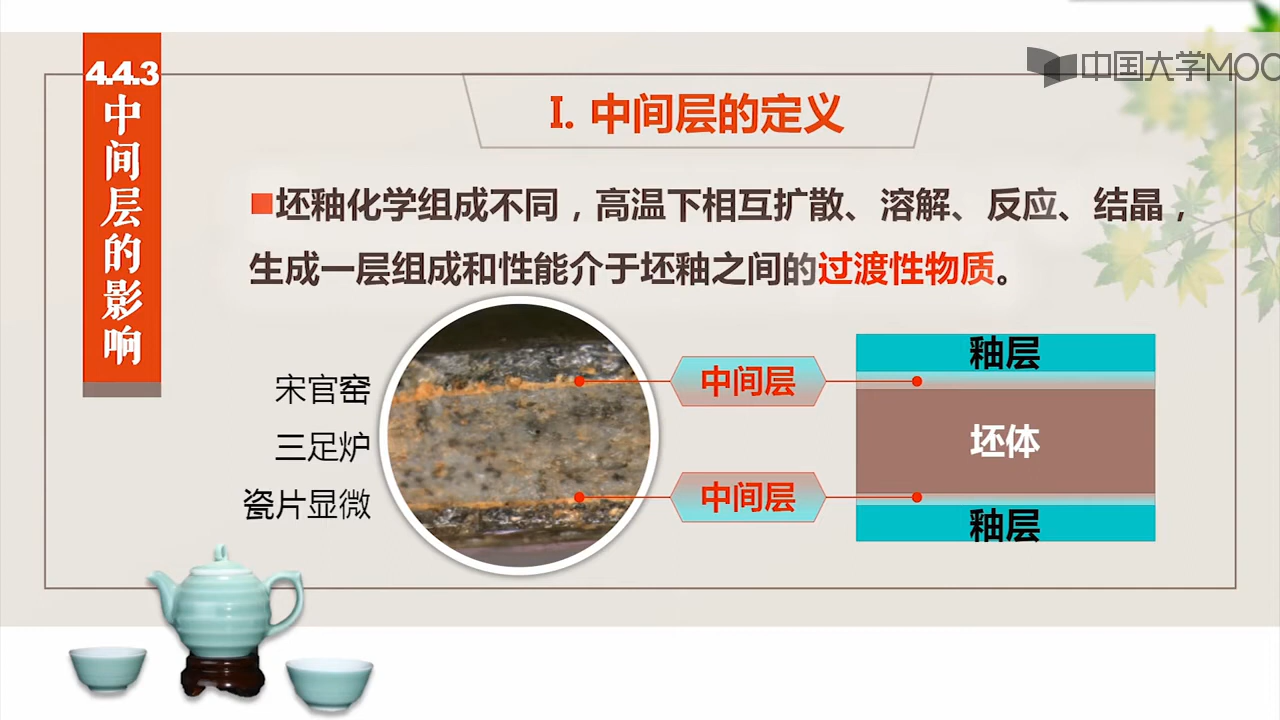 中国大学MOC
4.4.3
中间层的影响
I. 中间层的定义
坯釉化学组成不同，高温下相互扩散、溶解、反应、结晶，
生成一层组成和性能介于坯釉之间的过渡性物质。
宋官窑
三足炉
瓷片显微
中间层
中间层
釉层
坯体
釉层